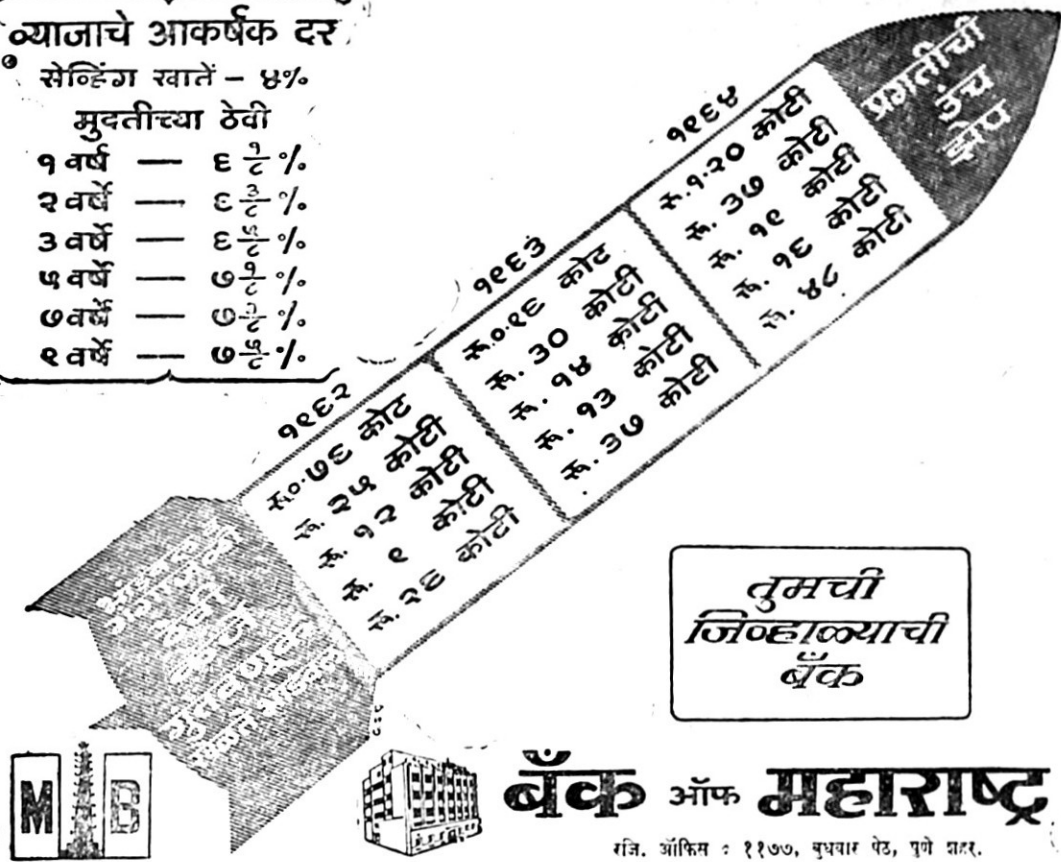 व्याजाचे आकर्षक दर
सेव्हिंग खातें - ४%
मुदतीच्या ठेवी
१ वर्ष — ६ १/८ %
२ वर्षे — ६ ३/८ %
३ वर्षे — ६ ५/८ %
५ वर्षे — ७ १/८ %
७ वर्षे — ७ २/८ %
९ वर्षे — ७ ५/८ %
प्रगतीची
उंच
झेप
१९६४
रू. १.२० कोटी
रू. ३७ कोटी
रू. १९ कोटी
रू. १६ कोटी
रू. ४८ कोटी
१९६३
रू. ०.९६ कोट
रू. ३० कोटी
रू. १४ कोटी
रू. १३ कोटी
रू. ३७ कोटी
१९६२
रू. ०.७६ कोट
रू. २५ कोटी
रू. १२ कोटी
रू. ९ कोटी
रू. २६ कोटी
तुमची
जिव्हाळ्याची
बॅंक
M B
बॅंक ऑफ महाराष्ट्र
रजि. ऑफिस : ११७७, बुधवार पेठ, पुणे शहर.